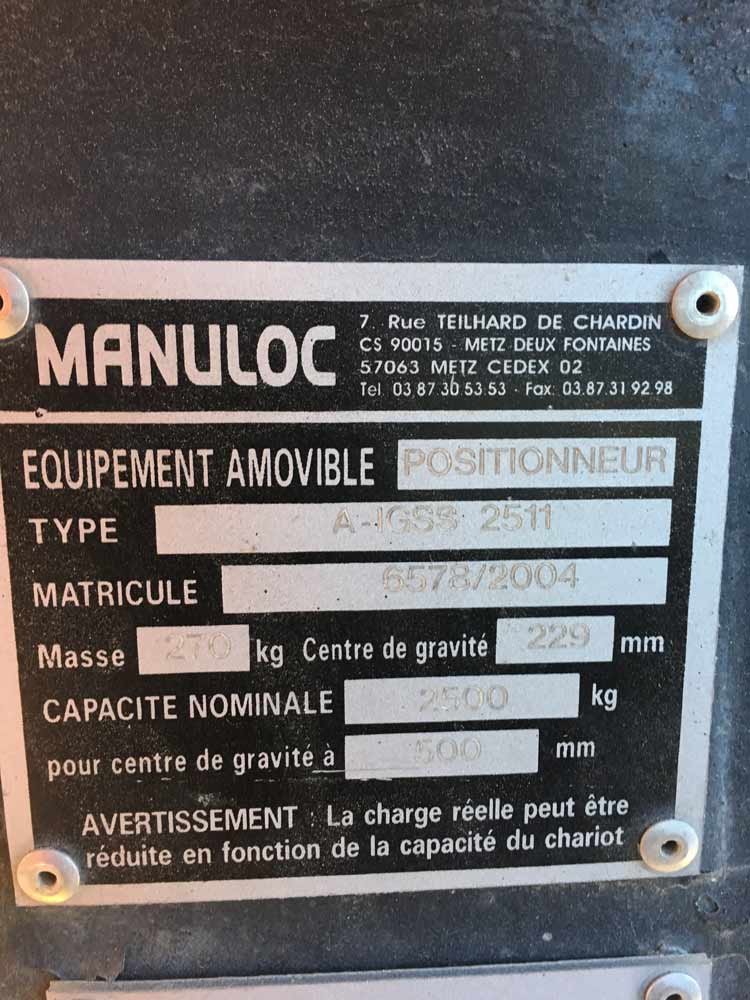 MANULOC
7. Rue TEILHARD DE CHARDIN
CS 90015 - METZ DEUX FONTAINES
57063 METZ CEDEX 02
Tel 03 87 30 53 53 - Fax: 03.87.31 92 98
EQUIPEMENT AMOVIBLE POSITIONNEUR
TYPE A-IGSS 2511
MATRICULE 6578/2004
Masse 270 kg Centre de gravité 229 mm
CAPACITE NOMINALE 2500 kg
pour centre de gravité à 500 mm
AVERTISSEMENT : La charge réelle peut être
réduite en fonction de la capacité du chariot